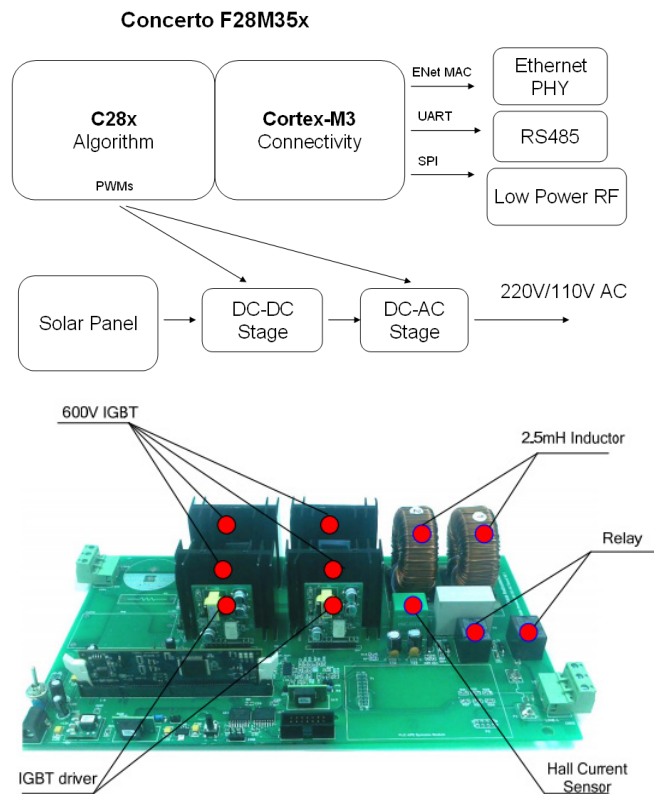 Concerto F28M35x
C28x
Algorithm
PWMs
Cortex-M3
Connectivity
ENet MAC
Ethernet
PHY
UART
RS485
SPI
Low Power RF
Solar Panel
DC-DC
Stage
DC-AC
Stage
220V/110V AC
600V IGBT
2.5mH Inductor
Relay
IGBT driver
Hall Current
Sensor